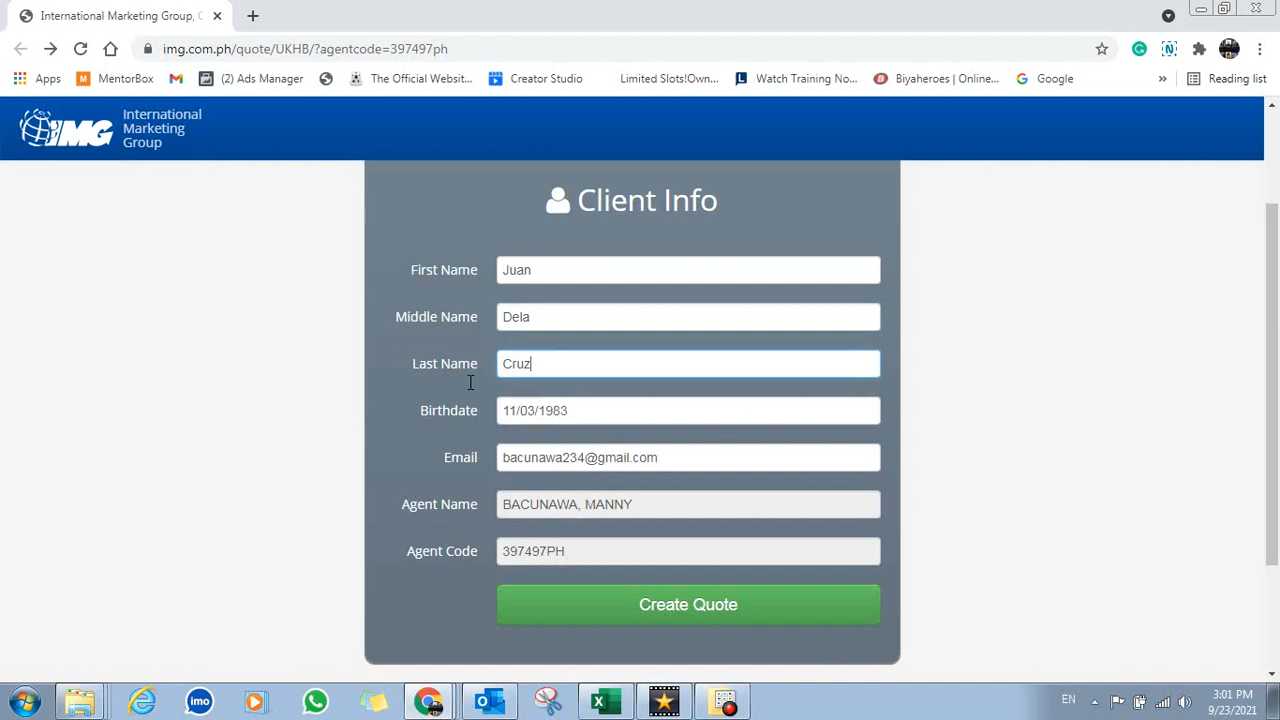 International Marketing Group, C
img.com.ph/quote/UKHB/?agentcode=397497ph
Apps
MentorBox
(2) Ads Manager
The Official Websit...
Creator Studio
Limited Slots!Own...
Watch Training No...
Biyaheroes | Online...
Google
»
Reading list
IMG
International
Marketing
Group
Client Info
First Name
Juan
Middle Name
Dela
Last Name
Cruz
Birthdate
11/03/1983
Email
bacunawa234@gmail.com
Agent Name
BACUNAWA, MANNY
Agent Code
397497PH
Create Quote
imo
EN
3:01 PM
9/23/2021